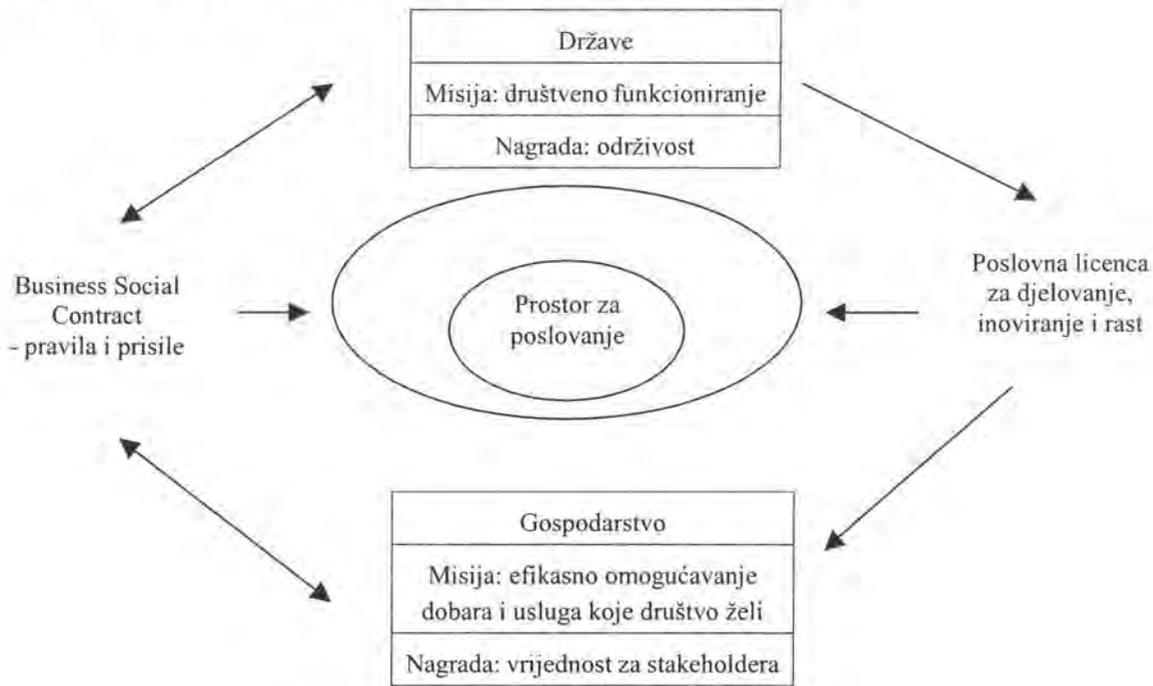 Države
Misija: društveno funkcioniranje
Nagrada: održivost
Business Social
Contract
- pravila i prisile
Prostor za
poslovanje
Poslovna licenca
za djelovanje,
inoviranje i rast
Gospodarstvo
Misija: efikasno omogućavanje
dobara i usluga koje društvo želi
Nagrada: vrijednost za stakeholdera